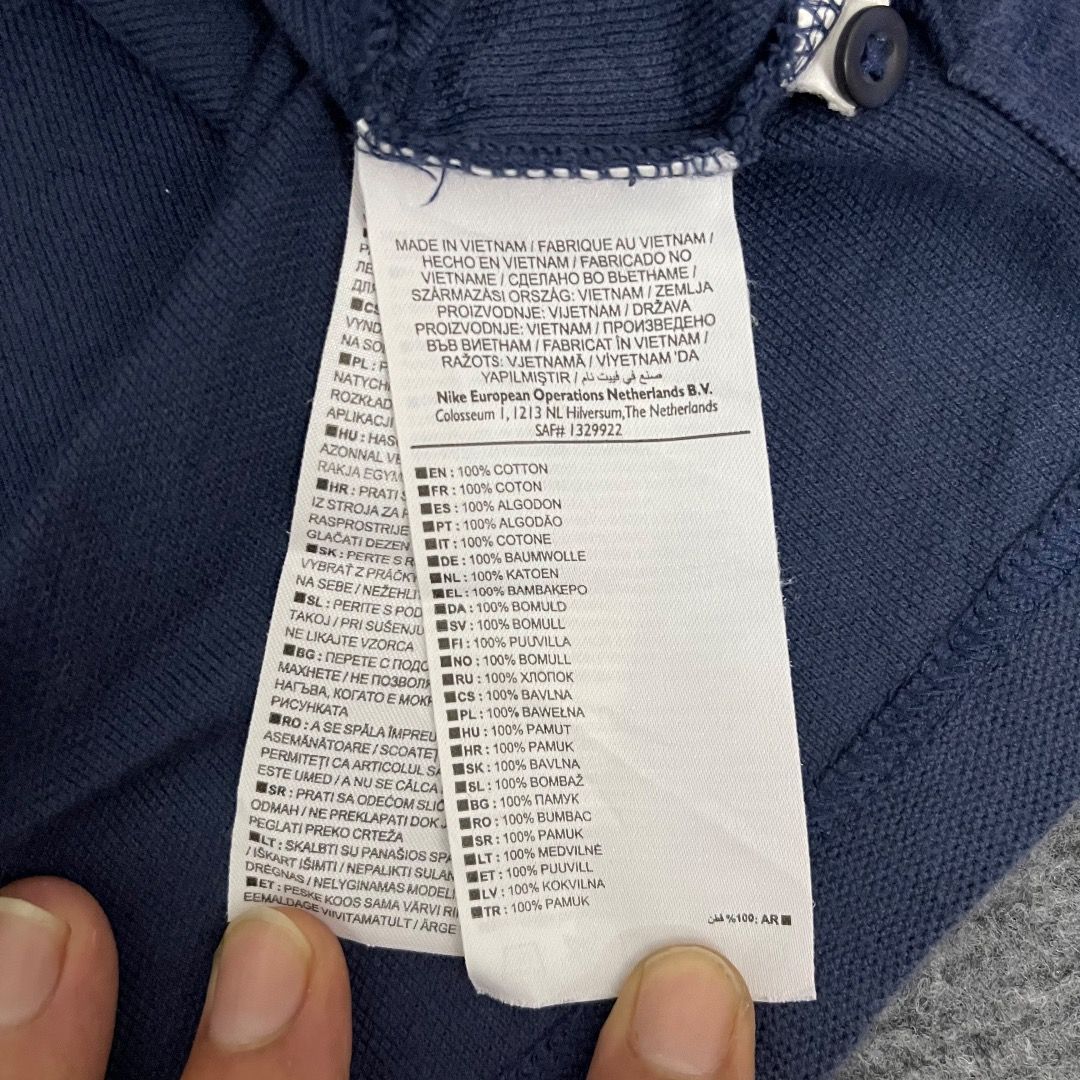 MADE IN VIETNAM / FABRIQUE AU VIETNAM /
HECHO EN VIETNAM / FABRICADO NO
VIETNAME / СДЕЛАНО ВО ВЬЕТНАМЕ /
SZÁRMAZÁSI ORSZÁG: VIETNAM / ZEMLJA
PROIZVODNJE: VIJETNAM / DRŽAVA
PROIZVODNJE: VIETNAM / ПРОИЗВЕДЕНО
ВЪВ ВИЕТНАМ / FABRICAT ÎN VIETNAM /
RAŽOTS: VJETNAMĀ / VİYETNAM 'DA
YAPILMIŞTIR / صنع في فييت نام
Nike European Operations Netherlands B.V.
Colosseum 1, 1213 NL Hilversum,The Netherlands
SAF# 1329922
EN : 100% COTTON
FR : 100% COTON
ES : 100% ALGODON
PT : 100% ALGODÃO
IT : 100% COTONE
DE : 100% BAUMWOLLE
NL : 100% KATOEN
EL : 100% ΒΑΜΒΑΚΕΡΟ
DA : 100% BOMULD
SV : 100% BOMULL
FI : 100% PUUVILLA
NO : 100% BOMULL
RU : 100% ХЛОПОК
CS : 100% BAVLNA
PL : 100% BAWEŁNA
HU : 100% PAMUT
HR : 100% PAMUK
SK : 100% BAVLNA
SL : 100% BOMBAŽ
BG : 100% ПАМУК
RO : 100% BUMBAC
SR : 100% PAMUK
LT : 100% MEDVILNĖ
ET : 100% PUUVILL
LV : 100% KOKVILNA
TR : 100% PAMUK
AR :100% قطن
PL :
NATYCH
ROZKŁAD
APLIKACJI
HU : HAS
AZONNAL VE
RAKJA EGYM
HR : PRATI S
IZ STROJA ZA
RASPROSTRIJE
GLAČATI DEZEN
SK : PERTE S
VYBRAŤ Z PRÁČKY
NA SEBE / NEŽEHLI
SL : PERITE S POD
TAKOJ / PRI SUŠENJU
NE LIKAJTE VZORCA
BG : ПЕРЕТЕ С ПОДО
МАХНЕТЕ / НЕ ПОЗВОЛЯ
НАГЪВА, КОГАТО Е МОКР
РИСУНКАТА
RO : A SE SPĂLA ÎMPREU
ASEMĂNĂTOARE / SCOATEȚ
PERMITEȚI CA ARTICOLUL SĂ
ESTE UMED / A NU SE CĂLCA
SR : PRATI SA ODEĆOM SLIČ
ODMAH / NE PREKLAPATI DOK J
PEGLATI PREKO CRTEŽA
LT : SKALBTI SU PANAŠIOS SPA
/ IŠKART IŠIMTI / NEPALIKTI SULAN
DRĖGNAS / NELYGINAMAS MODELI
ET : PESKE KOOS SAMA VÄRVI RI
EEMALDAGE VIIVITAMATULT / ÄRGE